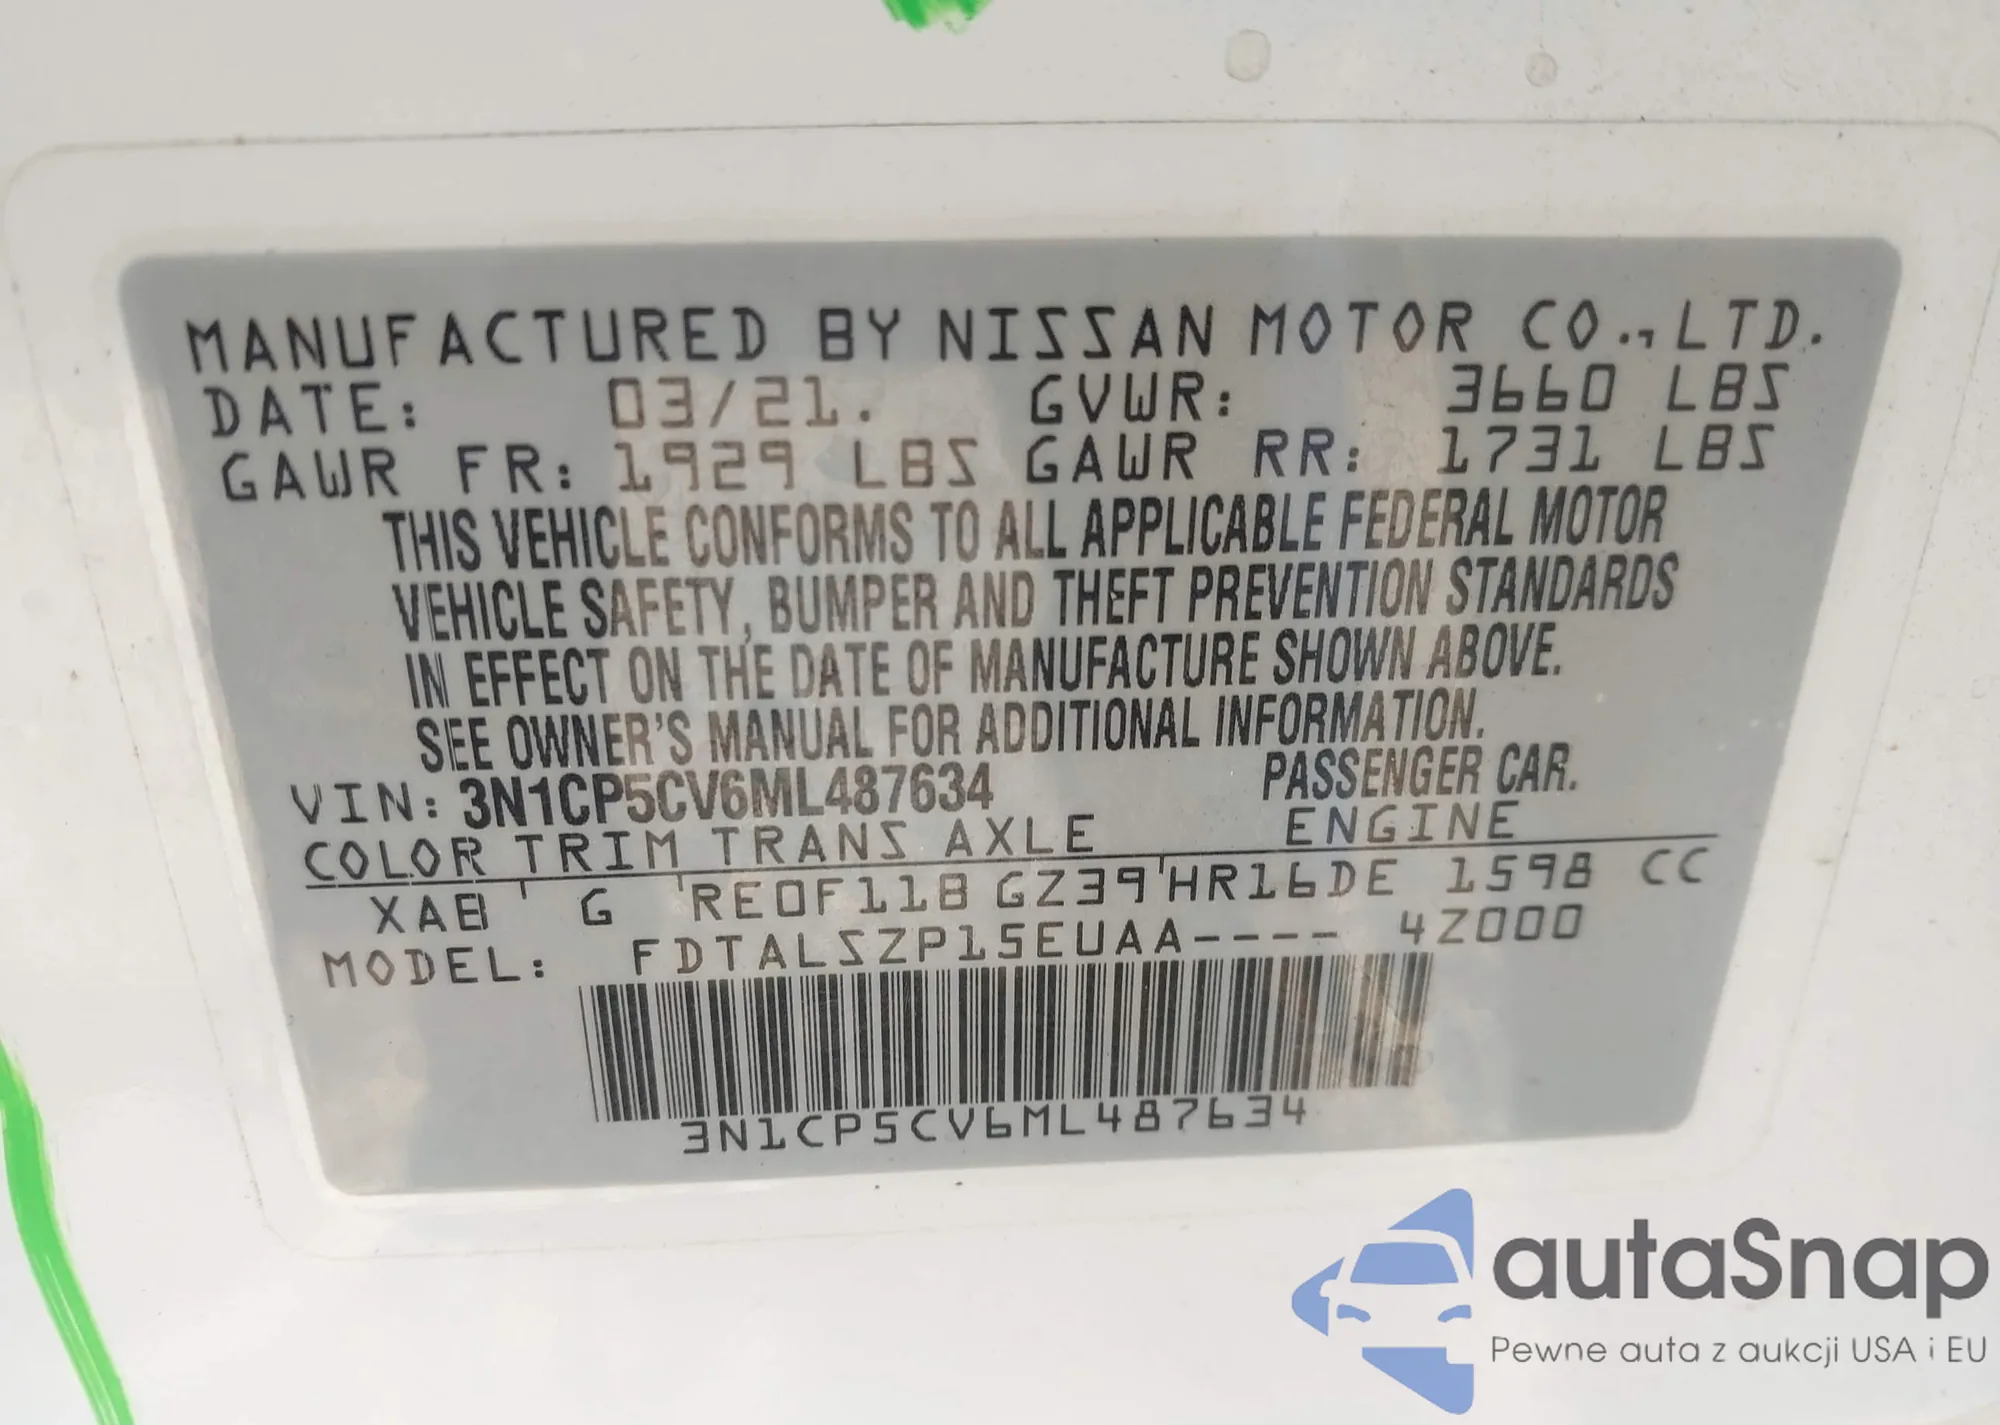 MANUFACTURED BY NISSAN MOTOR CO., LTD.
DATE: 03/21. GVWR: 3660 LBS
GAWR FR: 1929 LBS GAWR RR: 1731 LBS
THIS VEHICLE CONFORMS TO ALL APPLICABLE FEDERAL MOTOR
VEHICLE SAFETY, BUMPER AND THEFT PREVENTION STANDARDS
IN EFFECT ON THE DATE OF MANUFACTURE SHOWN ABOVE.
SEE OWNER'S MANUAL FOR ADDITIONAL INFORMATION.
VIN: 3N1CP5CV6ML487634 PASSENGER CAR.
COLOR TRIM TRANS AXLE ENGINE
XAB ' G 'RE0F11B GZ39'HR16DE 1598 CC
MODEL: FDTALSZP15EUAA---- 4Z000
3N1CP5CV6ML487634
autaSnap
Pewne auta z aukcji USA i EU